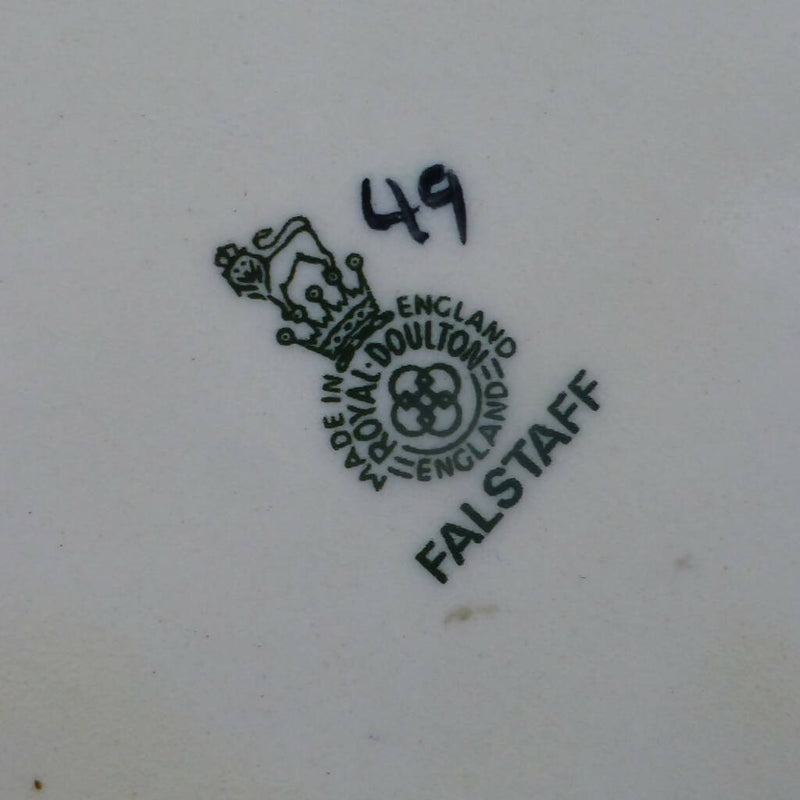 49
MADE IN ENGLAND
ROYAL·DOULTON
ENGLAND
FALSTAFF